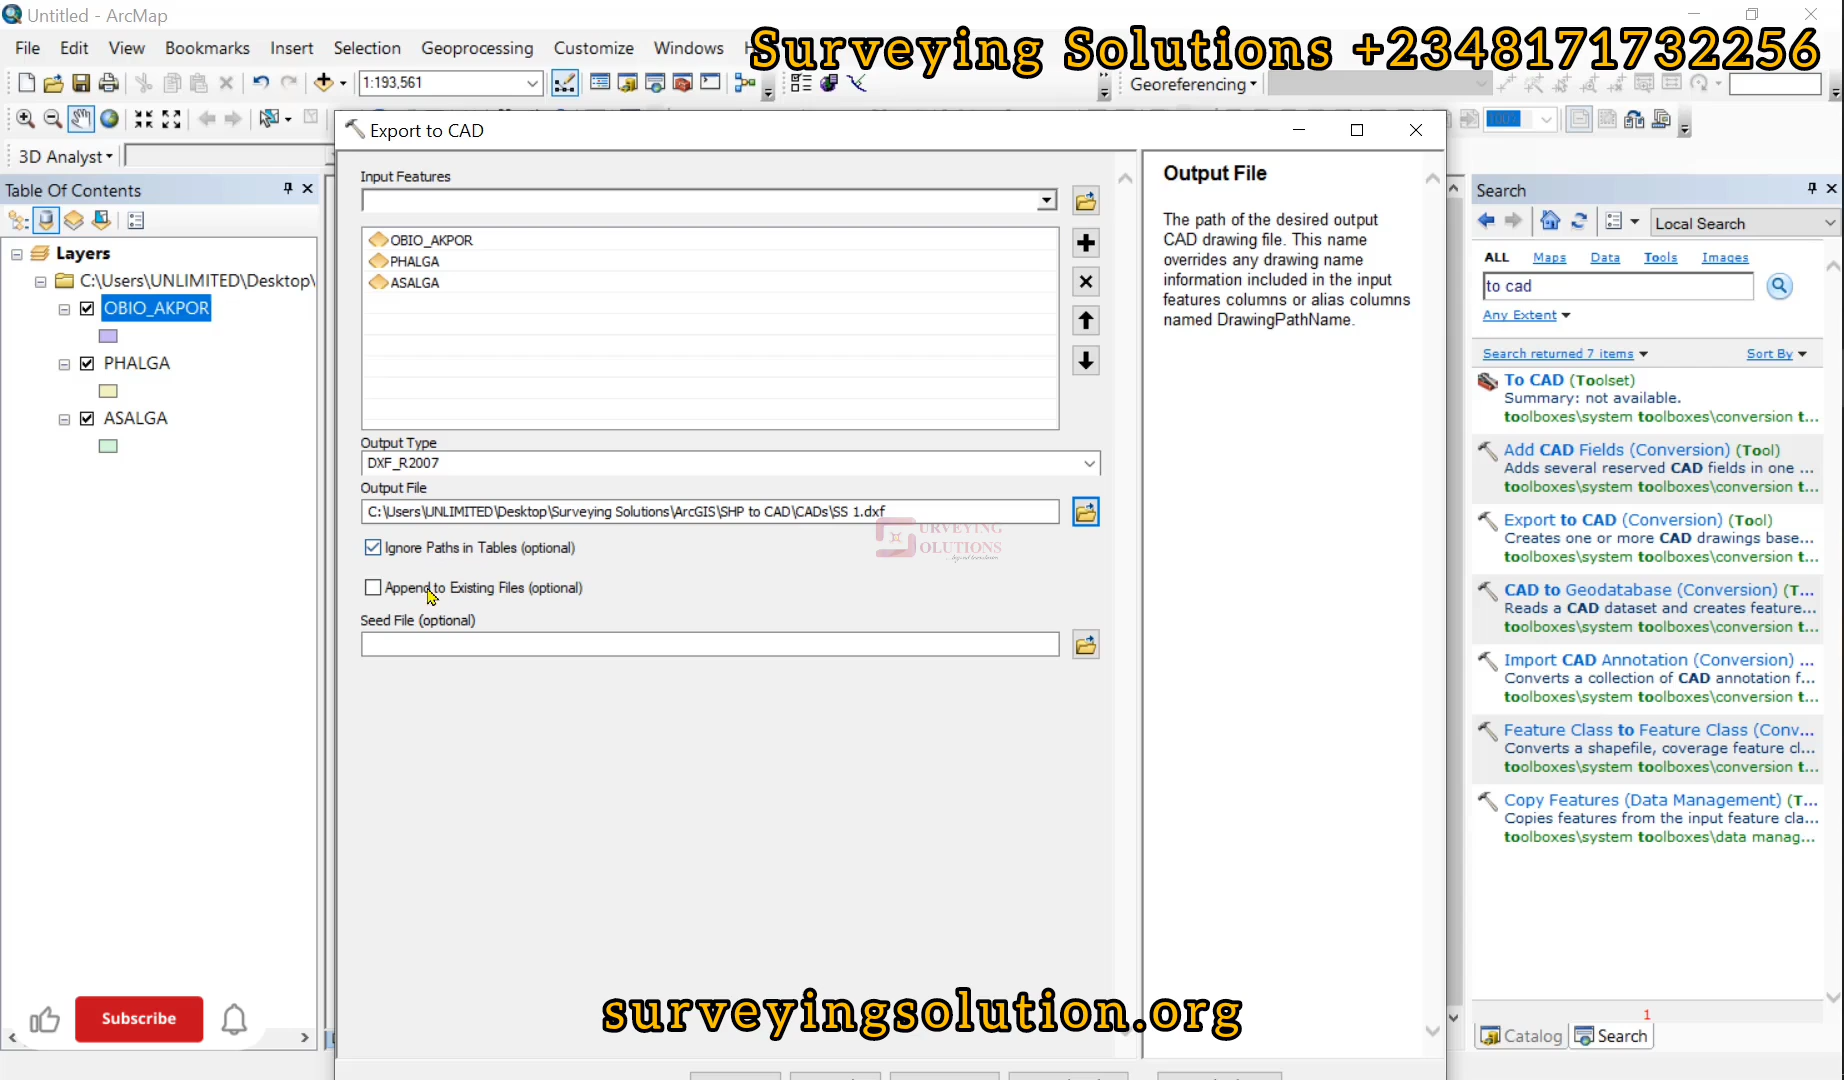 Untitled - ArcMap
Surveying Solutions +2348171732256
File Edit View Bookmarks Insert Selection Geoprocessing Customize Windows
1:193,561
Georeferencing
100%
3D Analyst
Export to CAD
Table Of Contents
Layers
C:\Users\UNLIMITED\Desktop\
OBIO_AKPOR
PHALGA
ASALGA
Input Features
OBIO_AKPOR
PHALGA
ASALGA
Output Type
DXF_R2007
Output File
C:\Users\UNLIMITED\Desktop\Surveying Solutions\ArcGIS\SHP to CAD\CADs\SS 1.dxf
URVEYING
OLUTIONS
Ignore Paths in Tables (optional)
Append to Existing Files (optional)
Seed File (optional)
Output File
The path of the desired output
CAD drawing file. This name
overrides any drawing name
information included in the input
features columns or alias columns
named DrawingPathName.
Search
Local Search
ALL Maps Data Tools Images
to cad
Any Extent
Search returned 7 items Sort By
To CAD (Toolset)
Summary: not available.
toolboxes\system toolboxes\conversion t...
Add CAD Fields (Conversion) (Tool)
Adds several reserved CAD fields in one ...
toolboxes\system toolboxes\conversion t...
Export to CAD (Conversion) (Tool)
Creates one or more CAD drawings base...
toolboxes\system toolboxes\conversion t...
CAD to Geodatabase (Conversion) (T...
Reads a CAD dataset and creates feature...
toolboxes\system toolboxes\conversion t...
Import CAD Annotation (Conversion) ...
Converts a collection of CAD annotation f...
toolboxes\system toolboxes\conversion t...
Feature Class to Feature Class (Conv...
Converts a shapefile, coverage feature cl...
toolboxes\system toolboxes\conversion t...
Copy Features (Data Management) (T...
Copies features from the input feature cla...
toolboxes\system toolboxes\data manag...
1
Catalog Search
Subscribe
surveyingsolution.org